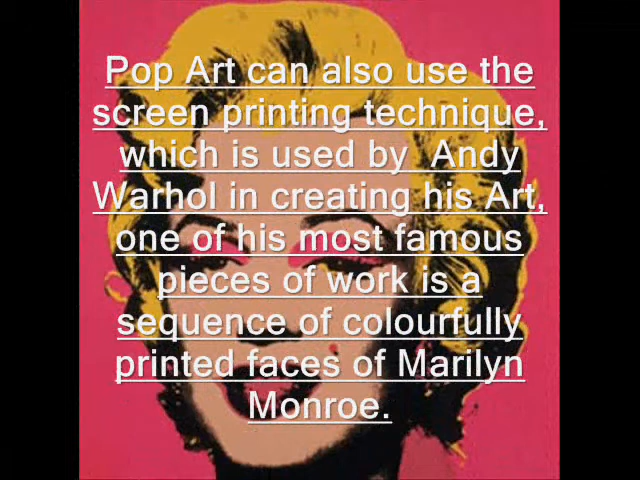 Pop Art can also use the
screen printing technique,
which is used by  Andy
Warhol in creating his Art,
one of his most famous
pieces of work is a
sequence of colourfully
printed faces of Marilyn
Monroe.